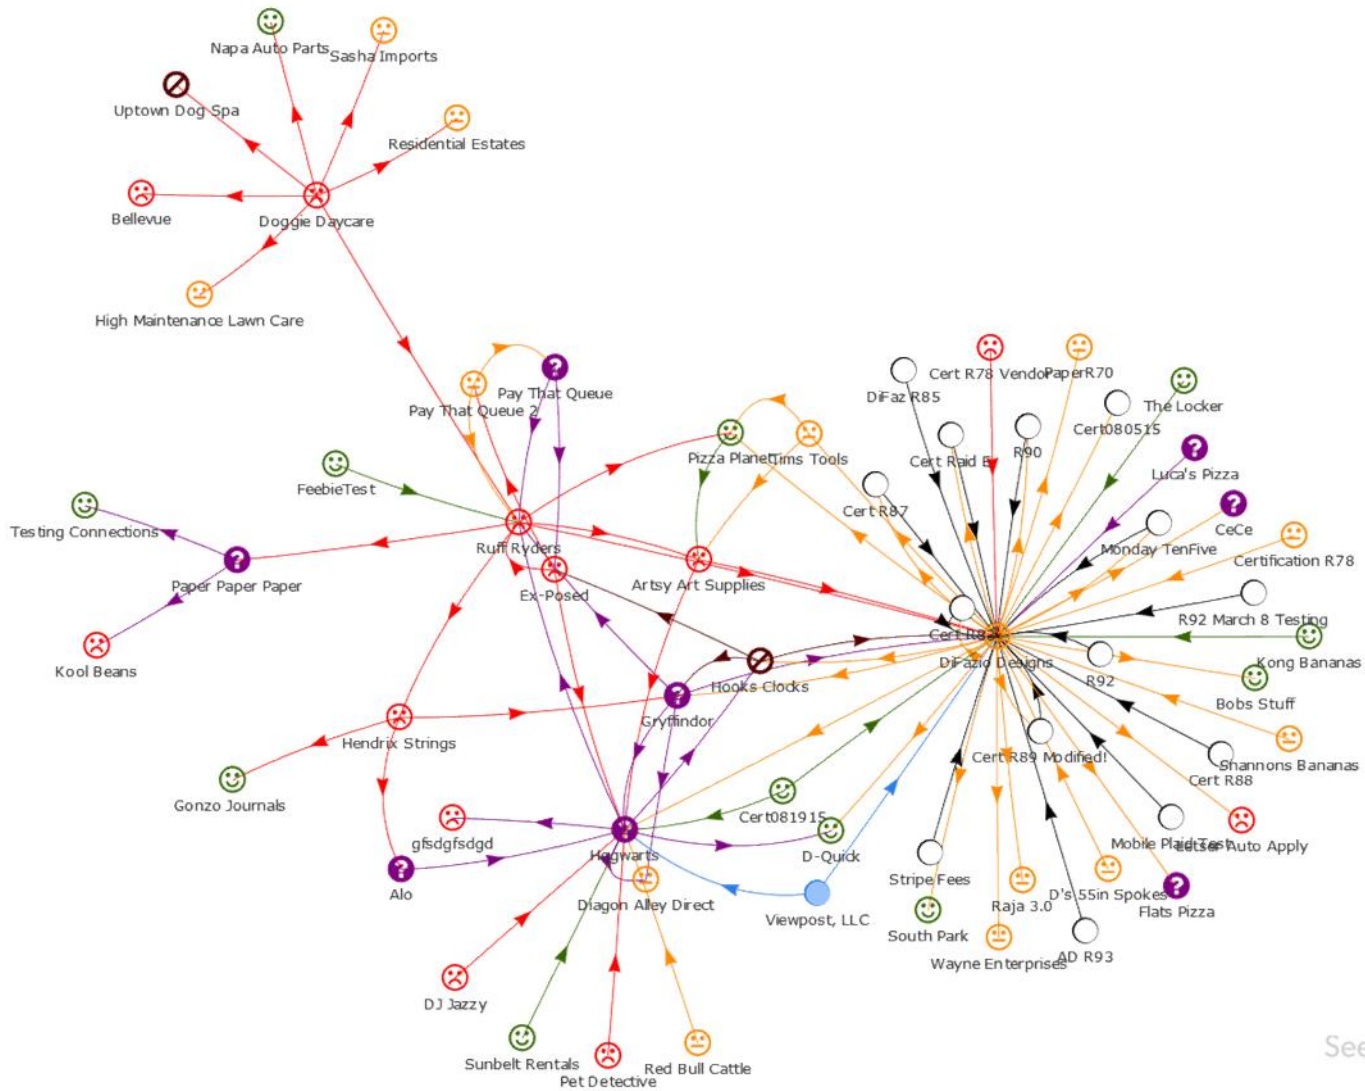 Napa Auto Parts
Sasha Imports
Uptown Dog Spa
Residential Estates
Bellevue
Doggie Daycare
High Maintenance Lawn Care
Cert R78 Vendor
PaperR70
DiFaz R85
Pay That Queue
The Locker
Pay That Queue 2
Cert080515
R90
Pizza Planet
Tims Tools
Cert Raid E
Luca's Pizza
FeebieTest
Cert R87
CeCe
Testing Connections
Ruff Ryders
Monday TenFive
Certification R78
Paper Paper Paper
Ex-Posed
Artsy Art Supplies
R92 March 8 Testing
Cert R8
Kool Beans
DiFazio Designs
Kong Bananas
Hooks Clocks
R92
Bobs Stuff
Gryffindor
Hendrix Strings
Cert R89 Modified!
Shannons Bananas
Cert R88
Gonzo Journals
Cert081915
gfsdgfsdgd
Hogwarts
D-Quick
Mobile Plaid Test
Auto Apply
Stripe Fees
Alo
Diagon Alley Direct
Viewpost, LLC
Raja 3.0
D's 55in Spokes
Flats Pizza
South Park
Wayne Enterprises
AD R93
DJ Jazzy
Sunbelt Rentals
Pet Detective
Red Bull Cattle
See